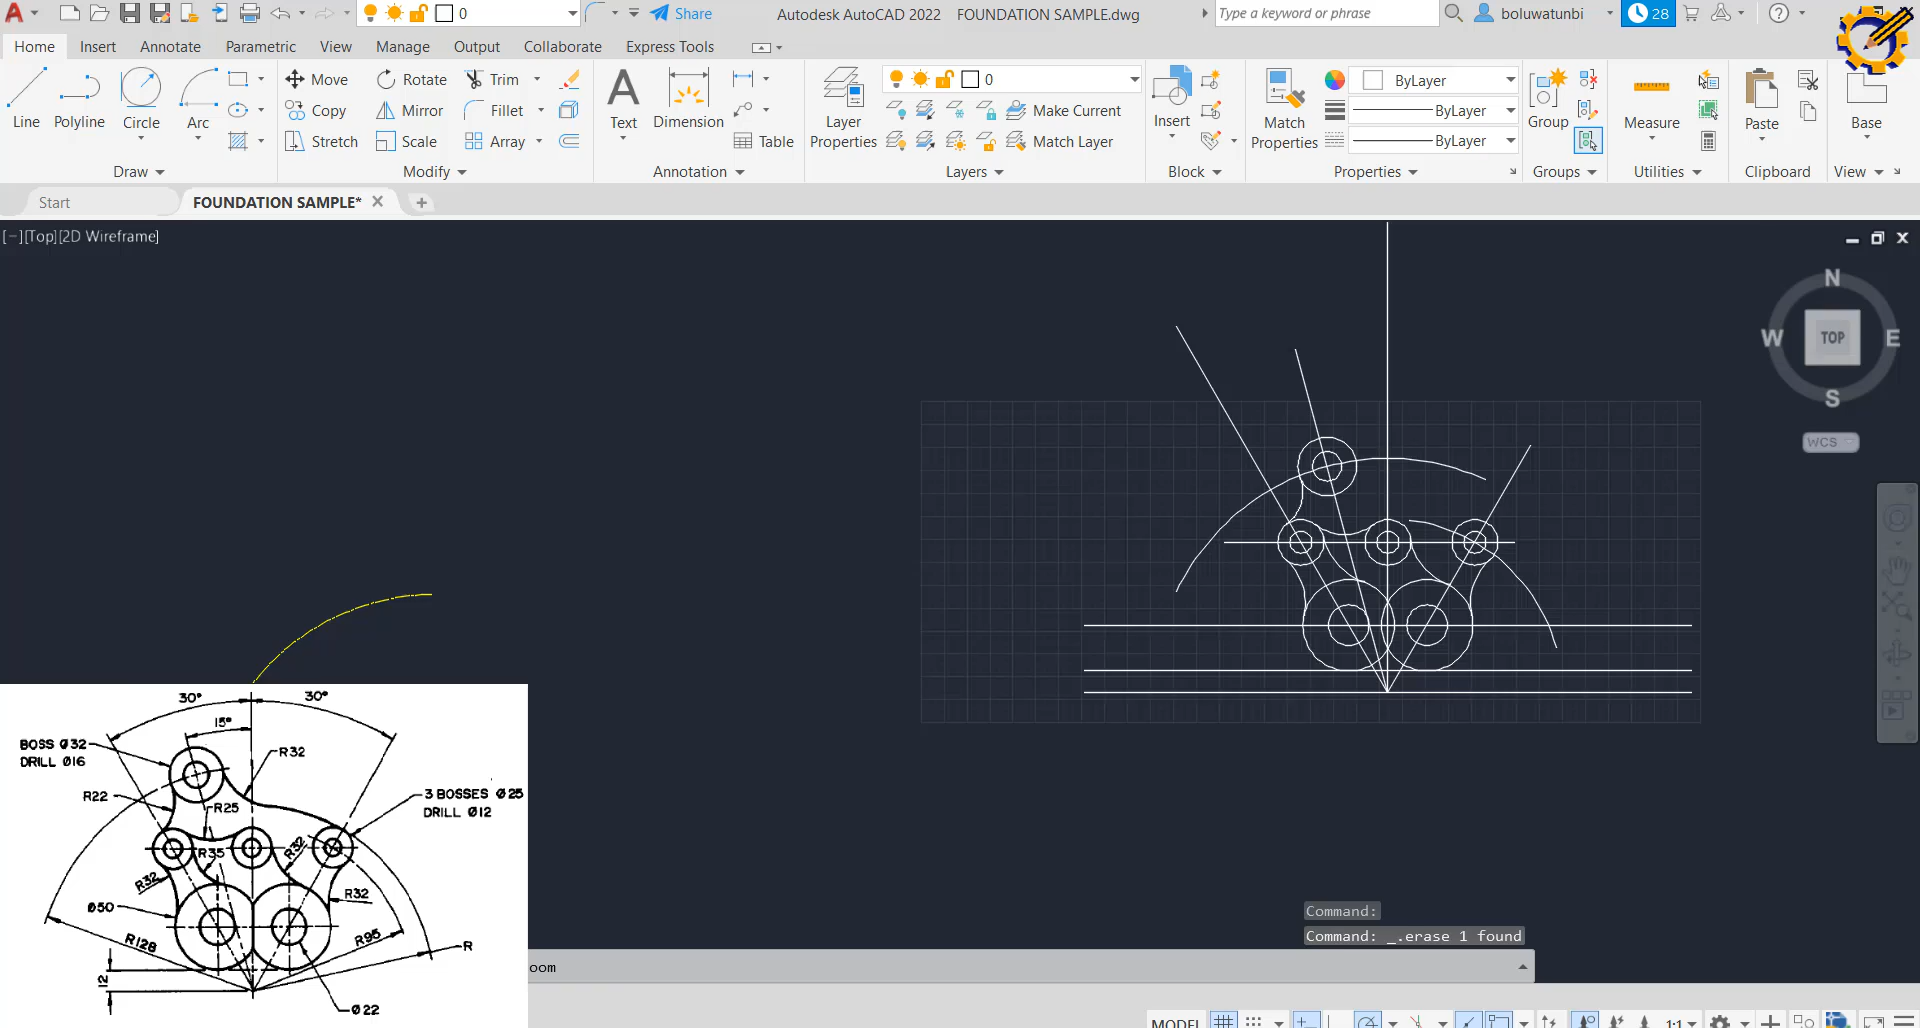 0
Share
Autodesk AutoCAD 2022 FOUNDATION SAMPLE.dwg
Type a keyword or phrase
boluwatunbi
28
Home Insert Annotate Parametric View Manage Output Collaborate Express Tools
Line
Polyline
Circle
Arc
Draw
Move Rotate Trim
Copy Mirror Fillet
Stretch Scale Array
Modify
Text
Dimension
Table
Annotation
Layer
Properties
0
Make Current
Match Layer
Layers
Insert
Block
Match
Properties
ByLayer
ByLayer
ByLayer
Properties
Group
Groups
Measure
Utilities
Paste
Clipboard
Base
View
Start
FOUNDATION SAMPLE*
[−][Top][2D Wireframe]
N
W TOP E
S
WCS
30° 30°
15°
BOSS Ø32
DRILL Ø16
R32
R22
R25
3 BOSSES Ø25
DRILL Ø12
R35
R32
R32
R32
Ø50
R128
R95
R
12
Ø22
Command:
Command: _.erase 1 found
oom
MODEL
1:1